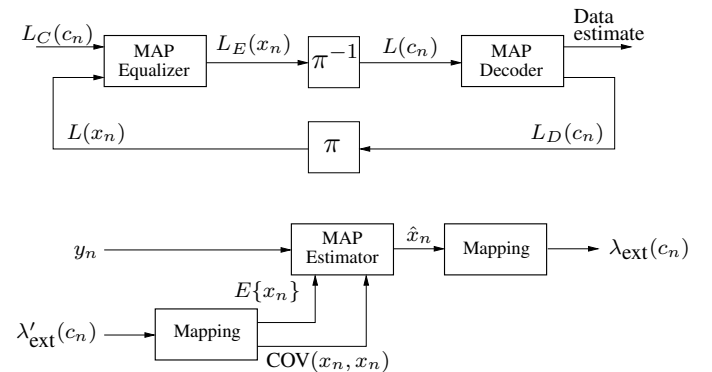 L_C(c_n)
MAP
Equalizer
L_E(x_n)
π^{-1}
L(c_n)
MAP
Decoder
Data
estimate
L(x_n)
π
L_D(c_n)
y_n
MAP
Estimator
x̂_n
Mapping
λ_ext(c_n)
E{x_n}
λ′_ext(c_n)
Mapping
COV(x_n, x_n)